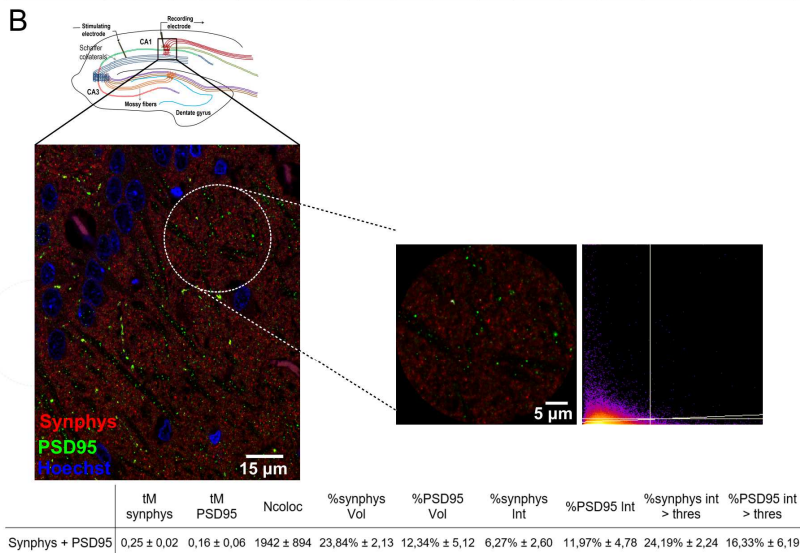 B
Stimulating
electrode
Recording
electrode
Schaffer
collaterals
CA1
CA3
Mossy fibers
Dentate gyrus
Synphys
PSD95
Hoechst
15 µm
5 µm
tM synphys
tM PSD95
Ncoloc
%synphys Vol
%PSD95 Vol
%synphys Int
%PSD95 Int
%synphys int > thres
%PSD95 int > thres
Synphys + PSD95 0,25 ± 0,02 0,16 ± 0,06 1942 ± 894 23,84% ± 2,13 12,34% ± 5,12 6,27% ± 2,60 11,97% ± 4,78 24,19% ± 2,24 16,33% ± 6,19